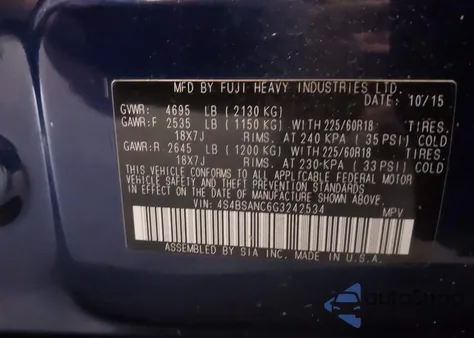 MFD BY FUJI HEAVY INDUSTRIES LTD.
DATE: 10/15
GVWR: 4695 LB (2130 KG)
GAWR:F 2535 LB (1150 KG) WITH 225/60R18 TIRES.
18X7J RIMS. AT 240 KPA (35 PSI) COLD
GAWR:R 2645 LB (1200 KG) WITH 225/60R18 TIRES.
18X7J RIMS. AT 230 KPA (33 PSI) COLD
THIS VEHICLE CONFORMS TO ALL APPLICABLE FEDERAL MOTOR
VEHICLE SAFETY AND BUMPER STANDARDS
IN EFFECT ON THE DATE OF MANUFACTURE SHOWN ABOVE.
VIN: 4S4BSANC6G3242534 MPV
ASSEMBLED BY SIA INC. MADE IN U.S.A.